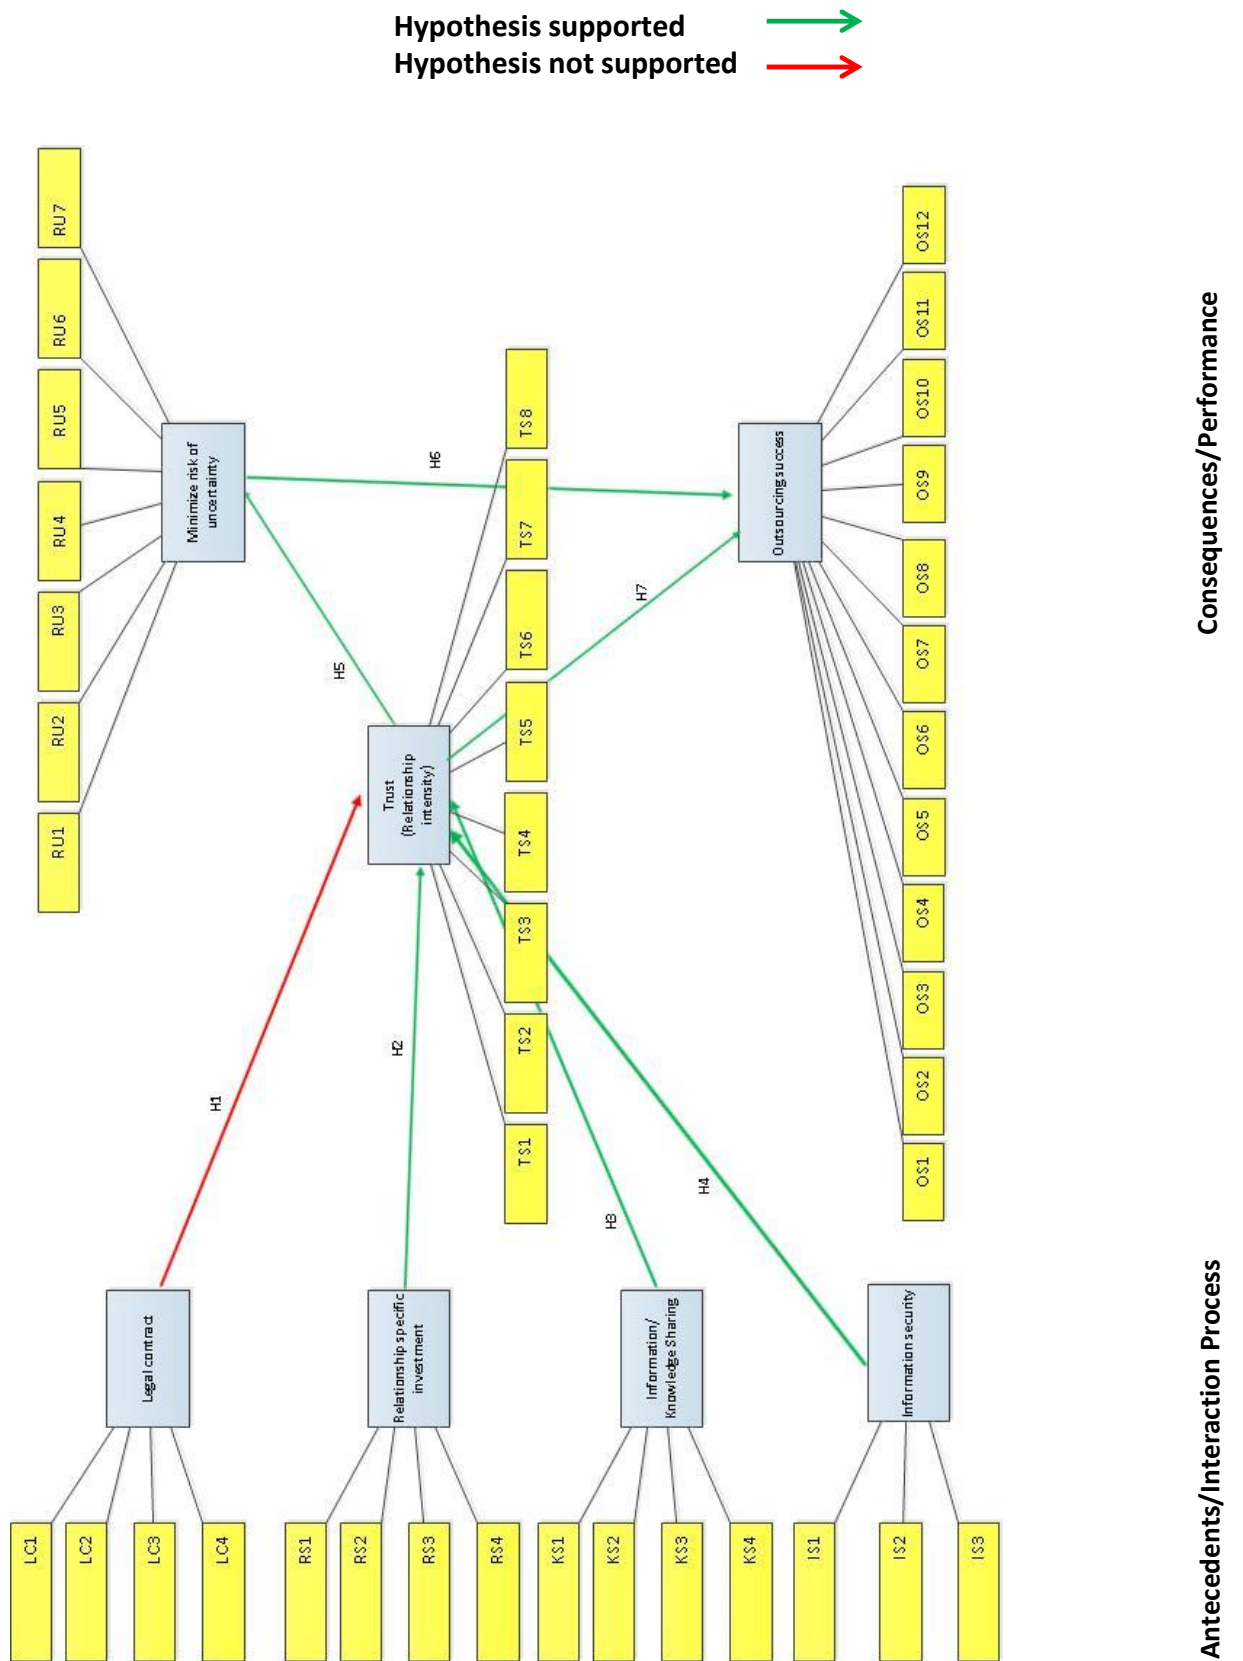 Hypothesis supported
Hypothesis not supported
RU1
RU2
RU3
RU4
RU5
RU6
RU7
Minimize risk of
uncertainty
LC1
LC2
LC3
LC4
Legal contract
H1
H5
H6
RS1
RS2
RS3
RS4
Relationship specific
investment
H2
Trust
(Relationship
intensity)
TS1
TS2
TS3
TS4
TS5
TS6
TS7
TS8
KS1
KS2
KS3
KS4
Information/
Knowledge Sharing
H3
H4
H7
IS1
IS2
IS3
Information security
Outsourcing success
OS1
OS2
OS3
OS4
OS5
OS6
OS7
OS8
OS9
OS10
OS11
OS12
Antecedents/Interaction Process
Consequences/Performance